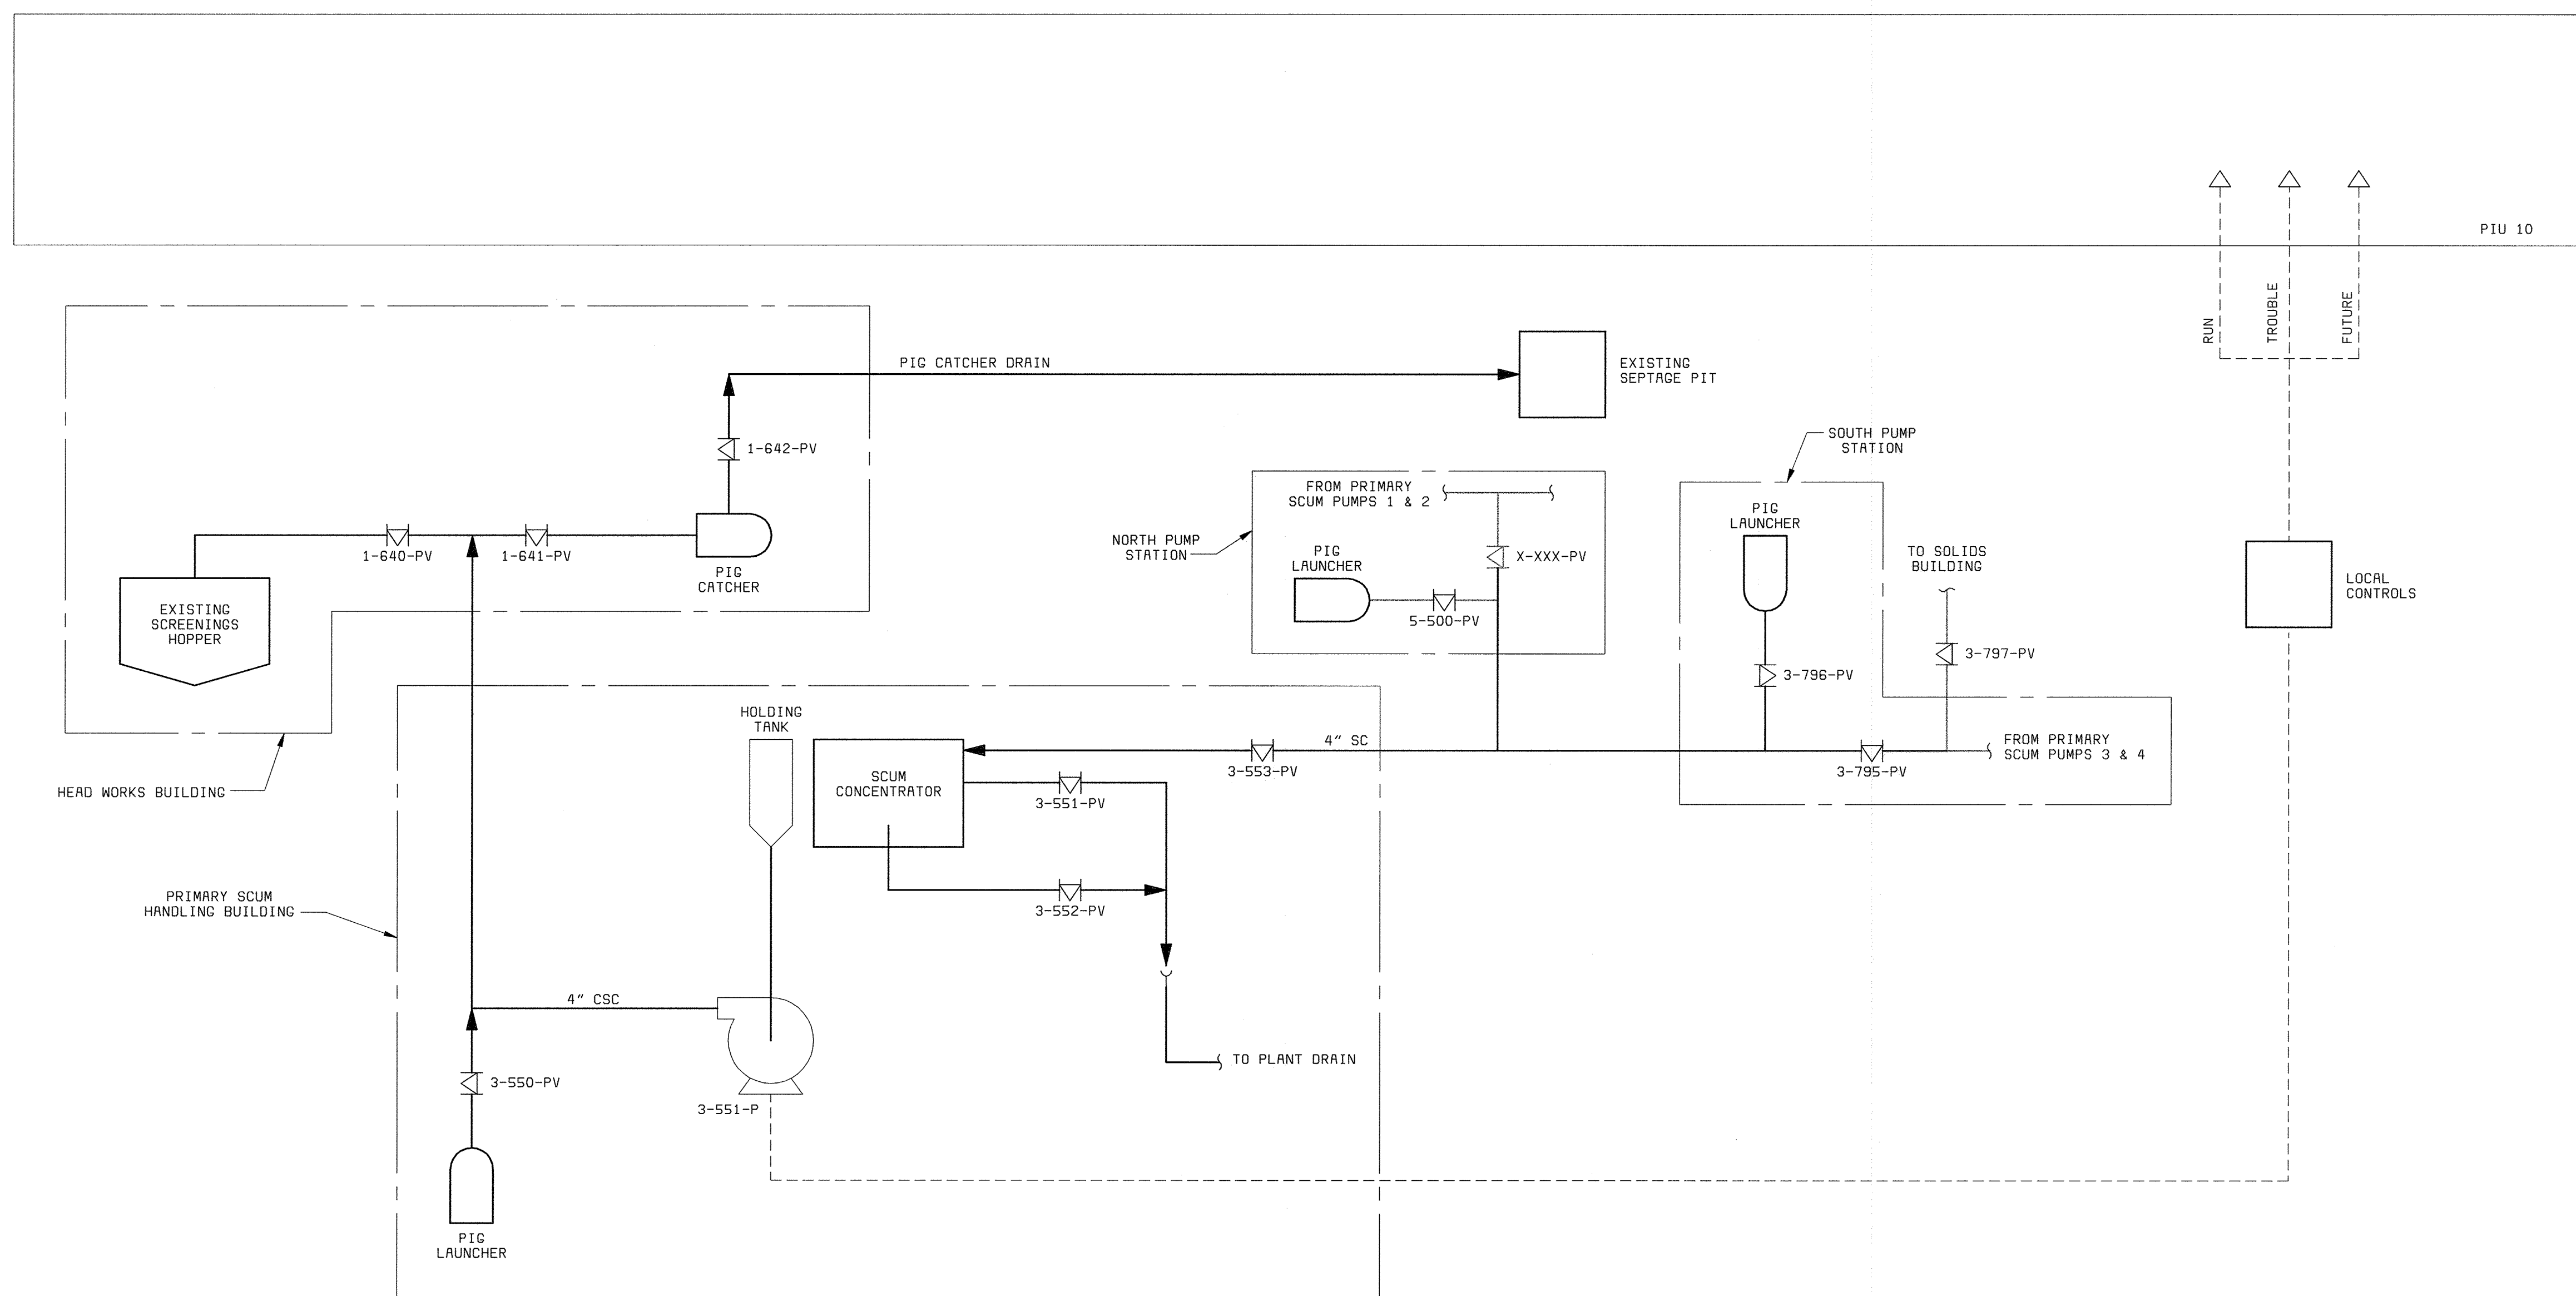 PIU 10
RUN
TROUBLE
FUTURE
PIG CATCHER DRAIN
EXISTING
SEPTAGE PIT
1-642-PV
SOUTH PUMP
STATION
FROM PRIMARY
SCUM PUMPS 1 & 2
PIG
LAUNCHER
NORTH PUMP
STATION
PIG
LAUNCHER
X-XXX-PV
TO SOLIDS
BUILDING
1-640-PV
1-641-PV
PIG
CATCHER
LOCAL
CONTROLS
EXISTING
SCREENINGS
HOPPER
5-500-PV
3-797-PV
3-796-PV
HOLDING
TANK
4" SC
FROM PRIMARY
SCUM PUMPS 3 & 4
3-553-PV
3-795-PV
SCUM
CONCENTRATOR
HEAD WORKS BUILDING
3-551-PV
PRIMARY SCUM
HANDLING BUILDING
3-552-PV
4" CSC
TO PLANT DRAIN
3-550-PV
3-551-P
PIG
LAUNCHER